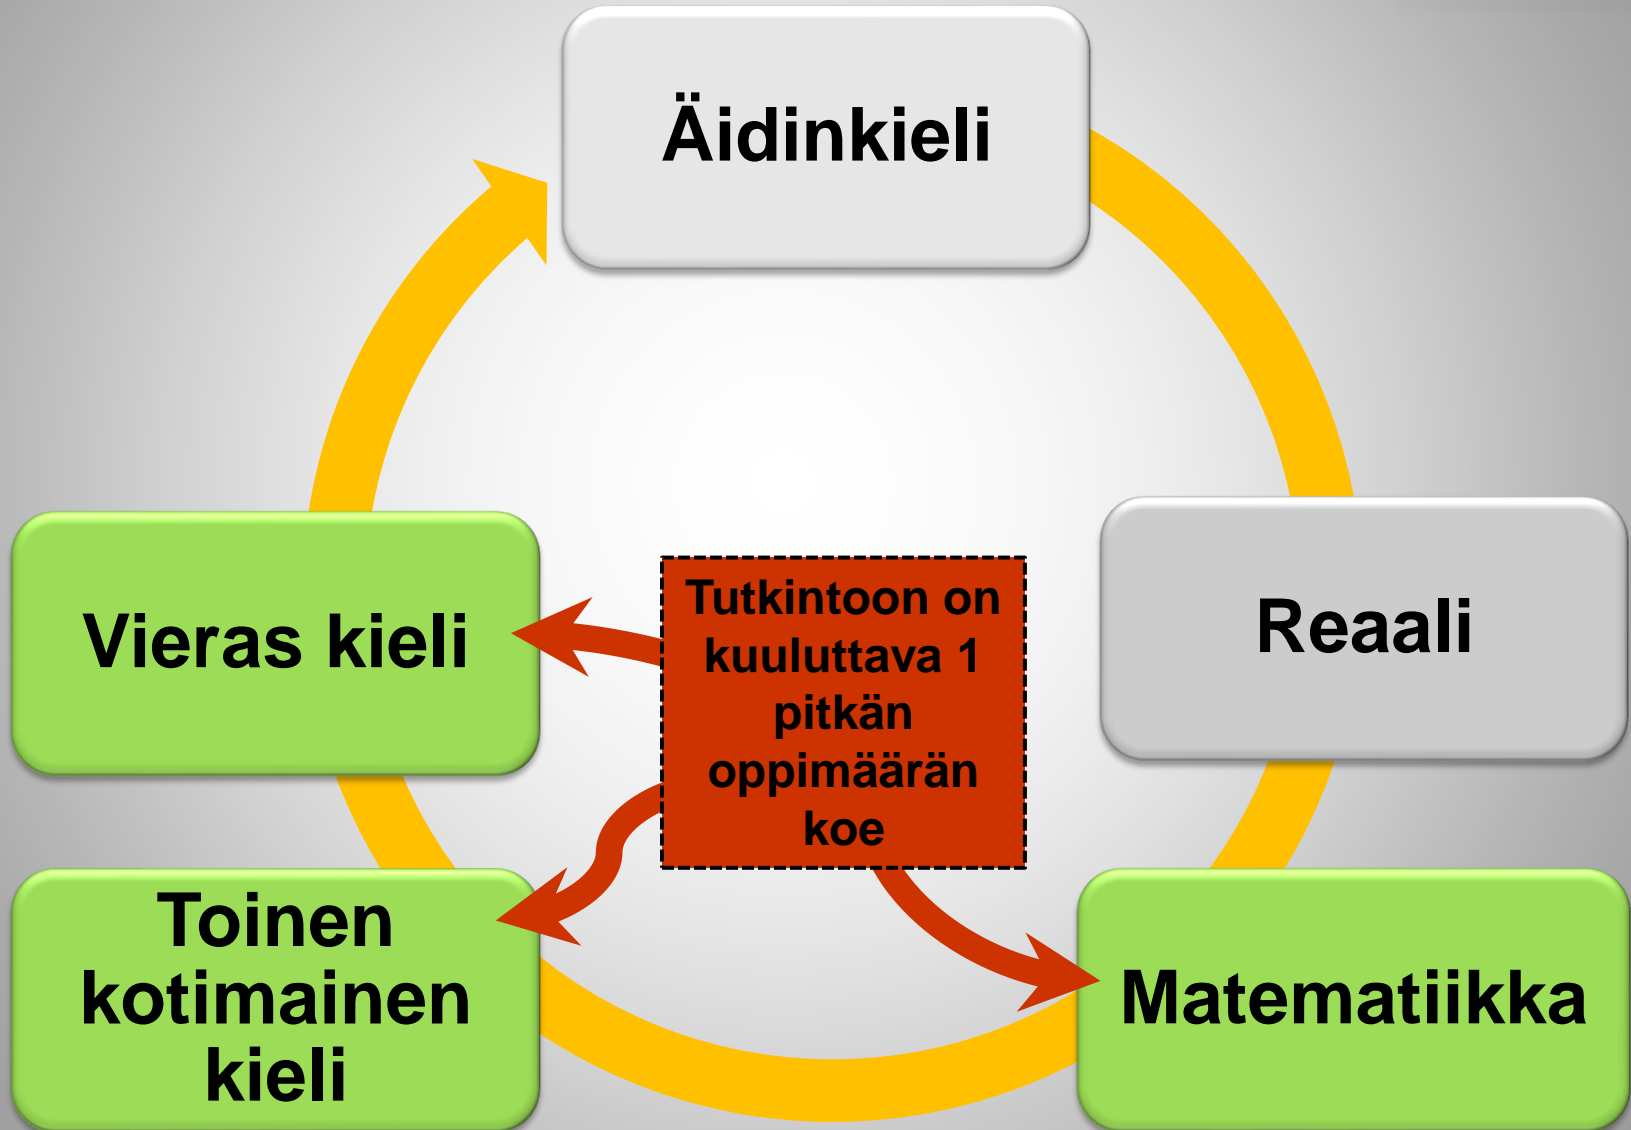 Äidinkieli
Vieras kieli
Tutkintoon on
kuuluttava 1
pitkän
oppimäärän
koe
Reaali
Toinen
kotimainen
kieli
Matematiikka